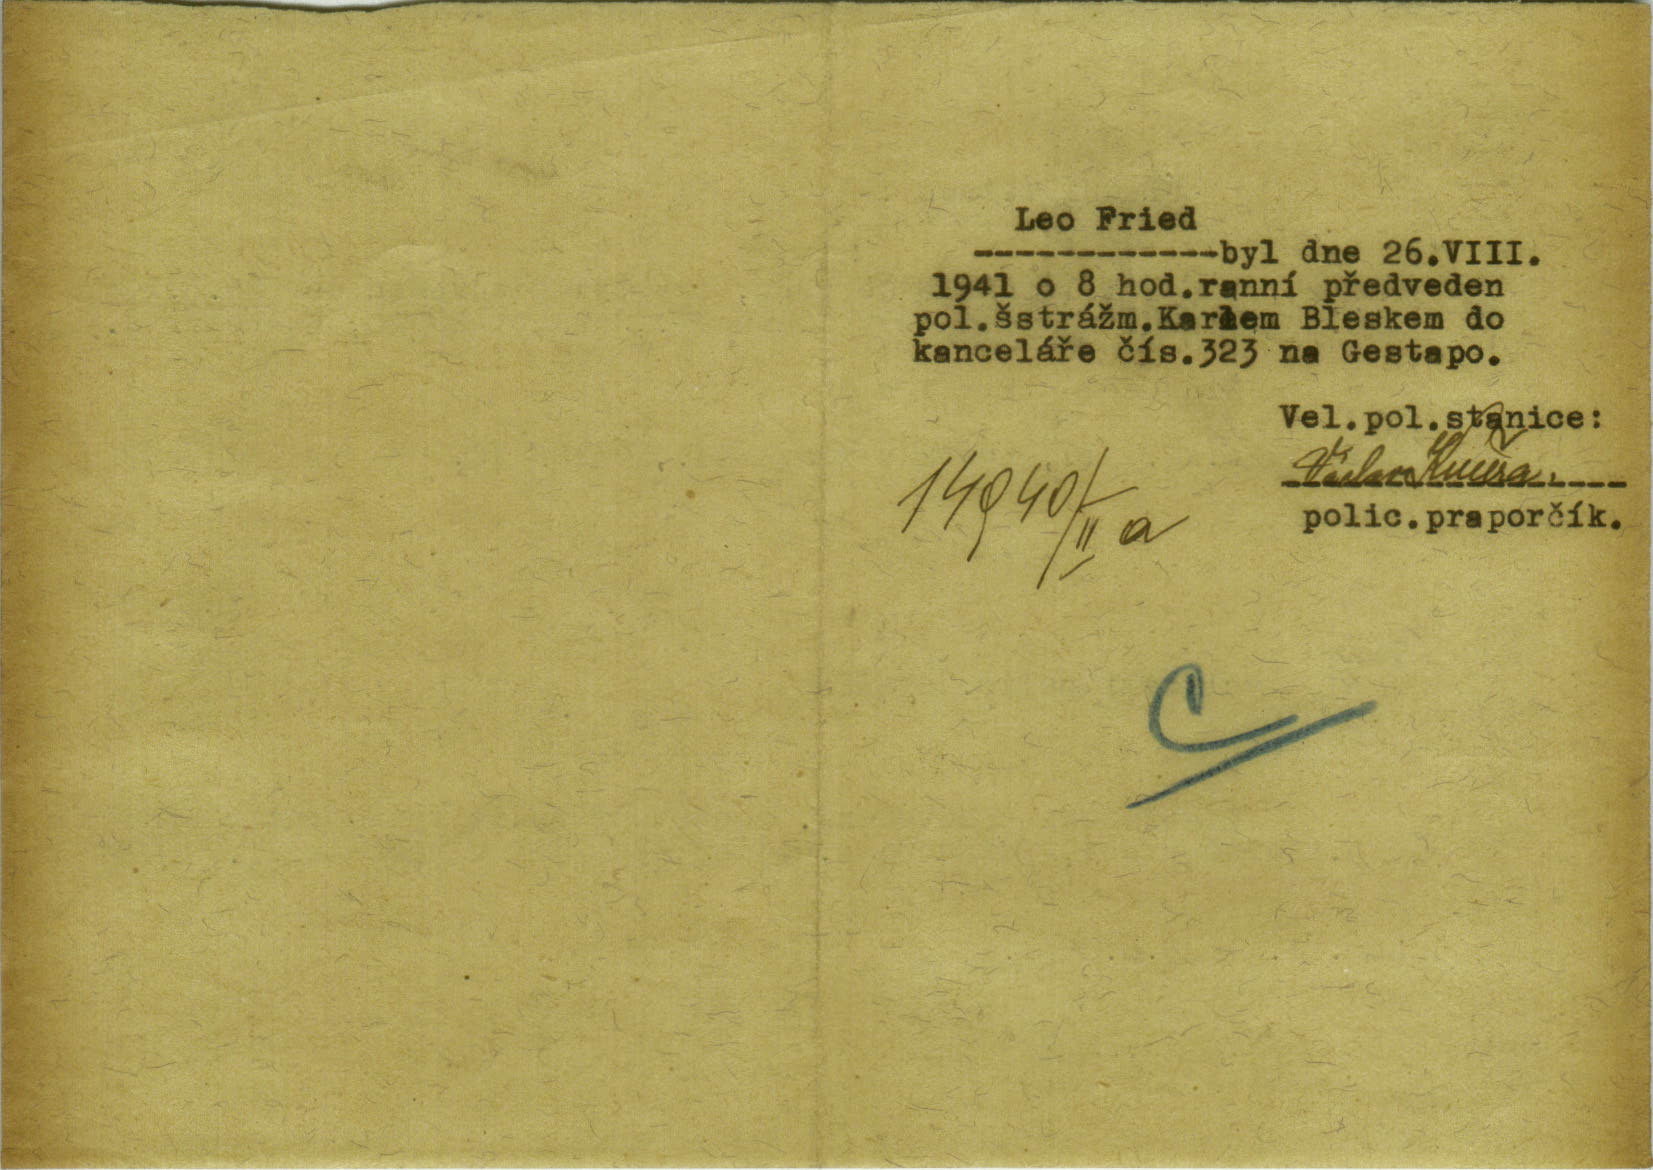 Leo Fried
------------byl dne 26.VIII.
1941 o 8 hod.ranní předveden
pol.šstrážm.Karlem Bleskem do
kanceláře čís.323 na Gestapo.
Vel.pol.stanice:
Václav
polic.praporčík.
14940/II a
C